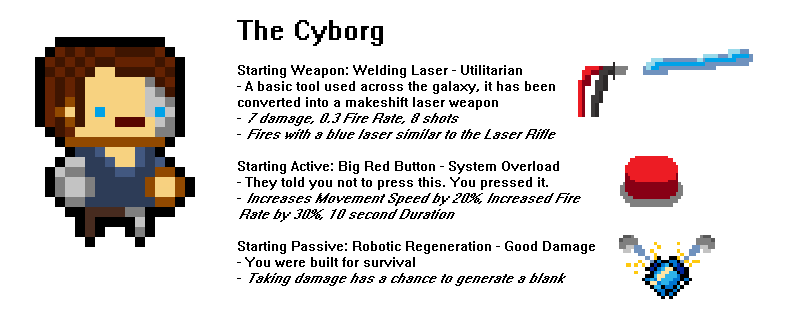 The Cyborg
Starting Weapon: Welding Laser - Utilitarian
- A basic tool used across the galaxy, it has been
converted into a makeshift laser weapon
- 7 damage, 0.3 Fire Rate, 8 shots
- Fires with a blue laser similar to the Laser Rifle
Starting Active: Big Red Button - System Overload
- They told you not to press this. You pressed it.
- Increases Movement Speed by 20%, Increased Fire
Rate by 30%, 10 second Duration
Starting Passive: Robotic Regeneration - Good Damage
- You were built for survival
- Taking damage has a chance to generate a blank